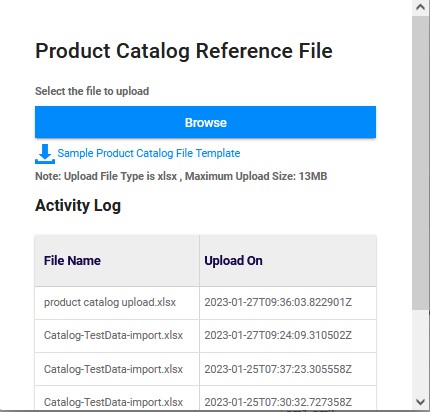 Product Catalog Reference File
Select the file to upload
Browse
Sample Product Catalog File Template
Note: Upload File Type is xlsx , Maximum Upload Size: 13MB
Activity Log
File Name Upload On
product catalog upload.xlsx 2023-01-27T09:36:03.822901Z
Catalog-TestData-import.xlsx 2023-01-27T09:24:09.310502Z
Catalog-TestData-import.xlsx 2023-01-25T07:37:23.305558Z
Catalog-TestData-import.xlsx 2023-01-25T07:30:32.727358Z